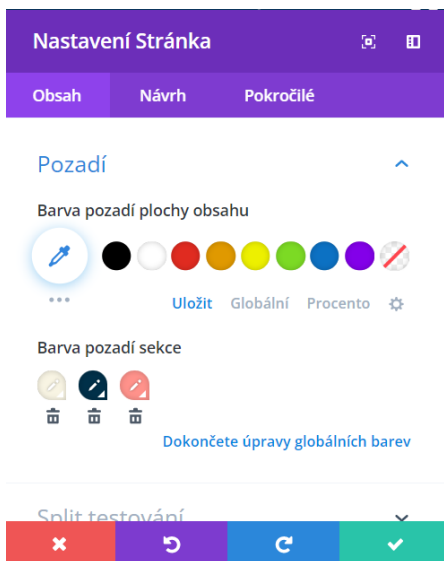 Nastavení Stránka
Obsah Návrh Pokročilé
Pozadí
Barva pozadí plochy obsahu
Uložit Globální Procento
Barva pozadí sekce
Dokončete úpravy globálních barev
Split testování